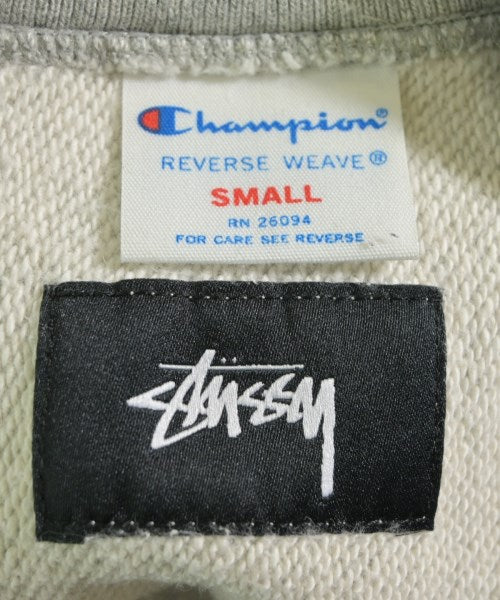 Champion®
REVERSE WEAVE®
SMALL
RN 26094
FOR CARE SEE REVERSE
Stüssy